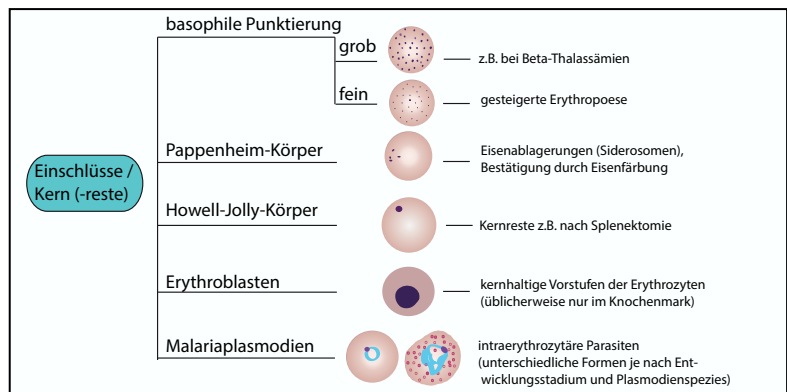 basophile Punktierung
grob
z.B. bei Beta-Thalassämien
fein
gesteigerte Erythropoese
Einschlüsse /
Kern (-reste)
Pappenheim-Körper
Eisenablagerungen (Siderosomen),
Bestätigung durch Eisenfärbung
Howell-Jolly-Körper
Kernreste z.B. nach Splenektomie
Erythroblasten
kernhaltige Vorstufen der Erythrozyten
(üblicherweise nur im Knochenmark)
Malariaplasmodien
intraerythrozytäre Parasiten
(unterschiedliche Formen je nach Ent-
wicklungsstadium und Plasmodienspezies)